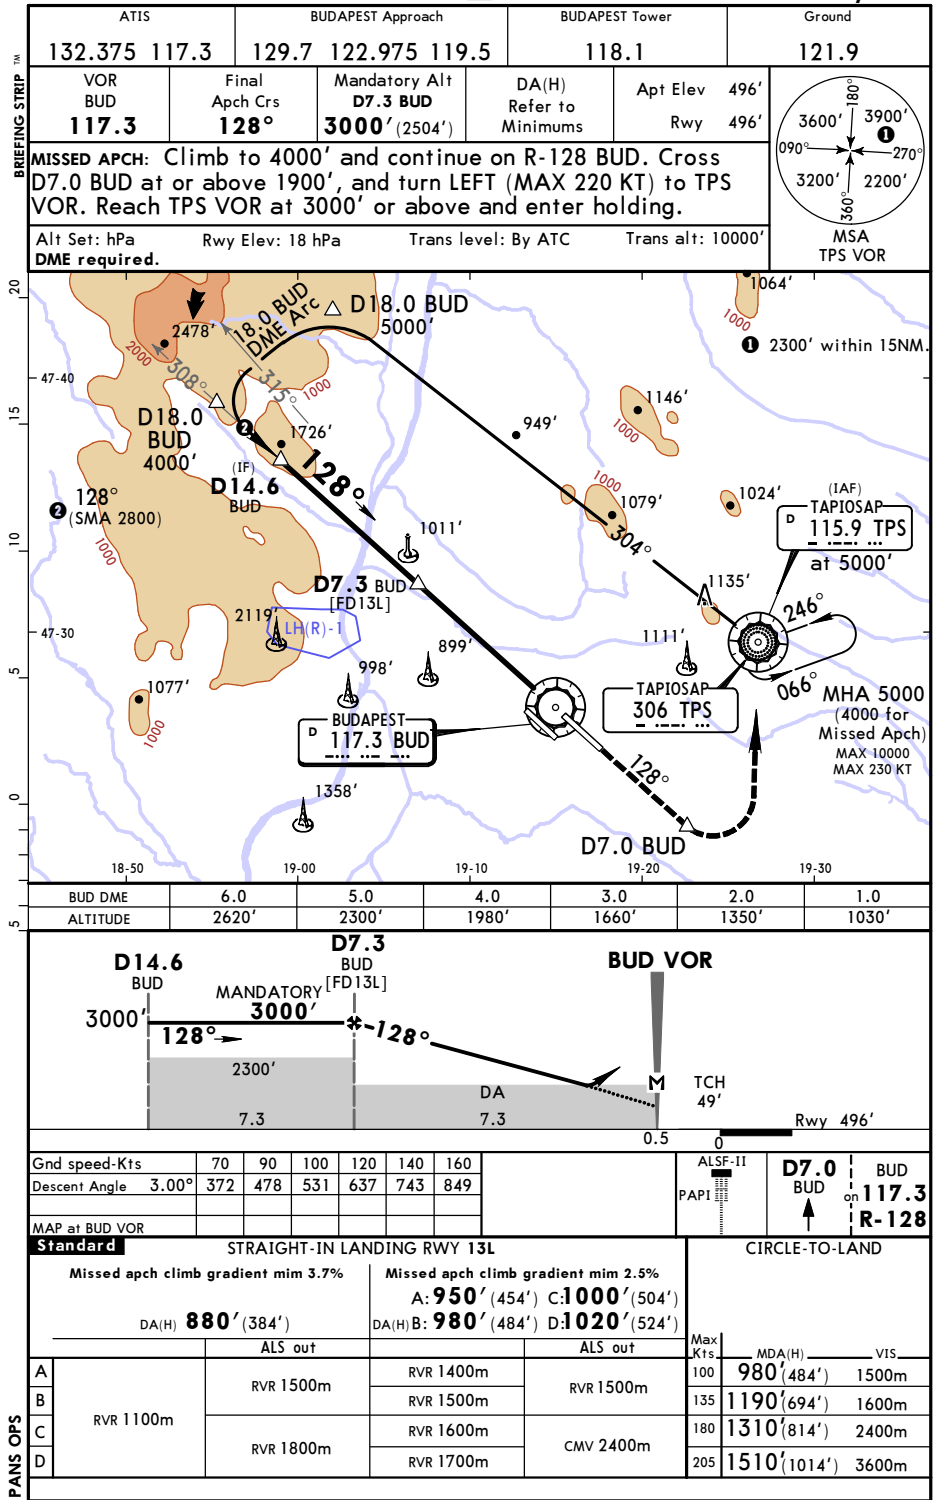 ATIS
BUDAPEST Approach
BUDAPEST Tower
Ground
132.375 117.3
129.7 122.975 119.5
118.1
121.9
BRIEFING STRIP TM
VOR
BUD
117.3
Final
Apch Crs
128°
Mandatory Alt
D7.3 BUD
3000' (2504')
DA(H)
Refer to
Minimums
Apt Elev 496'
Rwy 496'
180°
3600' 3900'
1
090° 270°
3200' 2200'
360°
MSA
TPS VOR
MISSED APCH: Climb to 4000' and continue on R-128 BUD. Cross
D7.0 BUD at or above 1900', and turn LEFT (MAX 220 KT) to TPS
VOR. Reach TPS VOR at 3000' or above and enter holding.
Alt Set: hPa Rwy Elev: 18 hPa Trans level: By ATC Trans alt: 10000'
DME required.
20
15
10
5
0
5
47-40
47-30
2478'
2000
18.0 BUD
DME Arc
D18.0 BUD
5000'
1064'
1000
1 2300' within 15NM.
308°
315°
1000
D18.0
BUD
4000'
2
1726'
128°
949'
1146'
1000
(IF)
D14.6
BUD
2 128°
(SMA 2800)
1000
1011'
1000
1079'
304°
1024'
(IAF)
TAPIOSAP
D 115.9 TPS
at 5000'
D7.3 BUD
[FD13L]
2119'
LH(R)-1
1135'
246°
066°
899'
998'
1111'
TAPIOSAP
306 TPS
MHA 5000
(4000 for
Missed Apch)
MAX 10000
MAX 230 KT
1077'
1000
BUDAPEST
D 117.3 BUD
128°
1358'
D7.0 BUD
18-50 19-00 19-10 19-20 19-30
BUD DME 6.0 5.0 4.0 3.0 2.0 1.0
ALTITUDE 2620' 2300' 1980' 1660' 1350' 1030'
D14.6
BUD
D7.3
BUD
[FD13L]
BUD VOR
MANDATORY
3000'
3000'
128°
128°
2300'
7.3
DA
7.3
M
TCH
49'
Rwy 496'
0.5
0
Gnd speed-Kts 70 90 100 120 140 160
Descent Angle 3.00° 372 478 531 637 743 849
MAP at BUD VOR
ALSF-II
PAPI
D7.0
BUD
on
BUD
117.3
R-128
Standard
STRAIGHT-IN LANDING RWY 13L
CIRCLE-TO-LAND
Missed apch climb gradient mim 3.7%
DA(H) 880' (384')
Missed apch climb gradient mim 2.5%
A: 950' (454') C: 1000' (504')
DA(H) B: 980' (484') D: 1020' (524')
ALS out
ALS out
Max
Kts
MDA(H) VIS
A
B
C
D
RVR 1100m
RVR 1500m
RVR 1800m
RVR 1400m
RVR 1500m
RVR 1600m
RVR 1700m
RVR 1500m
CMV 2400m
100 980' (484') 1500m
135 1190' (694') 1600m
180 1310' (814') 2400m
205 1510' (1014') 3600m
PANS OPS